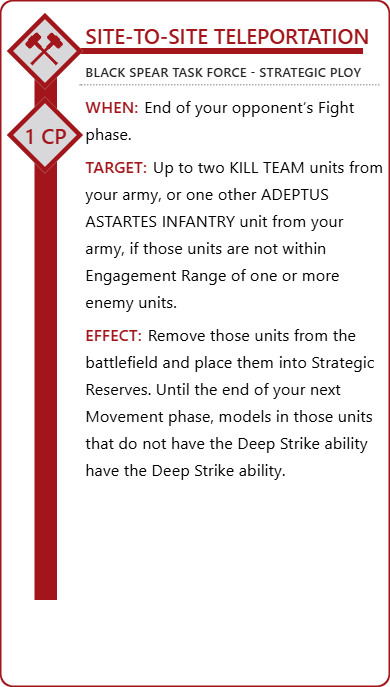 SITE-TO-SITE TELEPORTATION
BLACK SPEAR TASK FORCE - STRATEGIC PLOY
1 CP
WHEN: End of your opponent’s Fight
phase.
TARGET: Up to two KILL TEAM units from
your army, or one other ADEPTUS
ASTARTES INFANTRY unit from your
army, if those units are not within
Engagement Range of one or more
enemy units.
EFFECT: Remove those units from the
battlefield and place them into Strategic
Reserves. Until the end of your next
Movement phase, models in those units
that do not have the Deep Strike ability
have the Deep Strike ability.